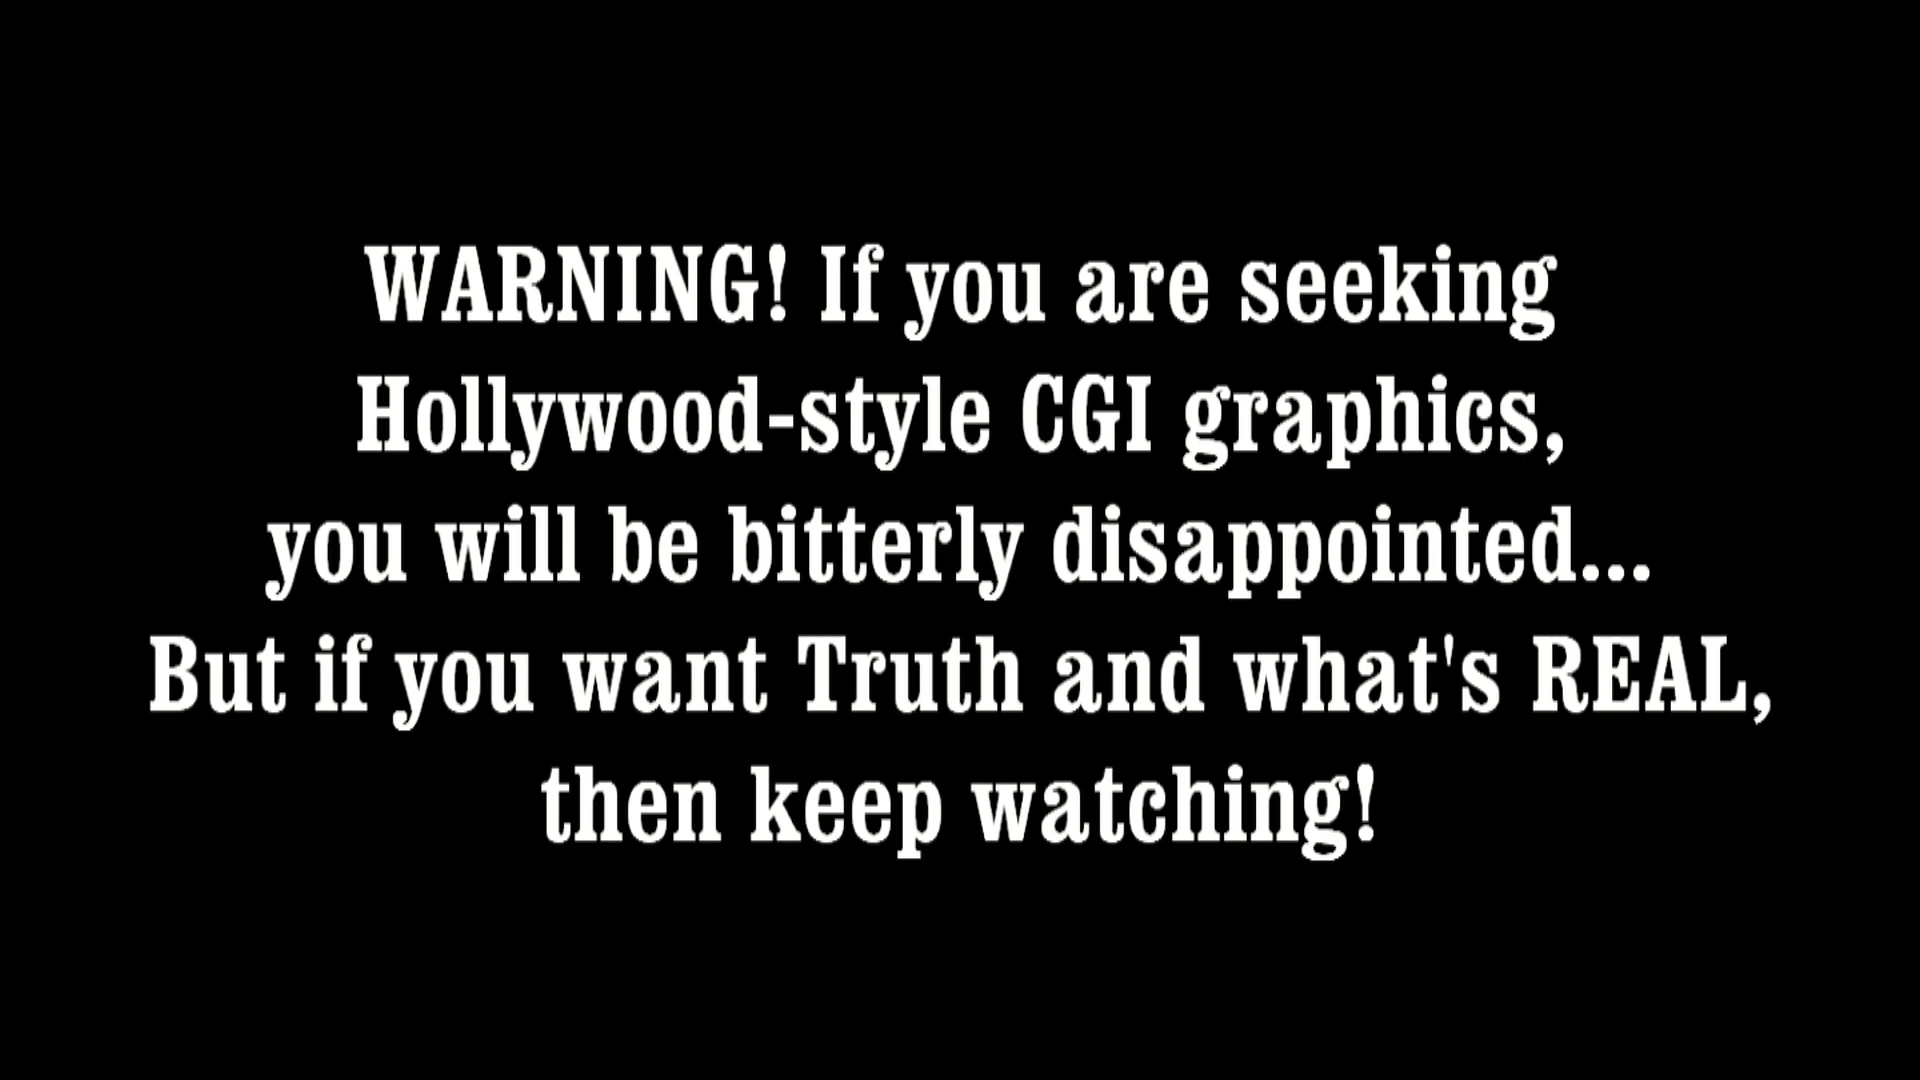 WARNING! If you are seeking
Hollywood-style CGI graphics,
you will be bitterly disappointed...
But if you want Truth and what's REAL,
then keep watching!